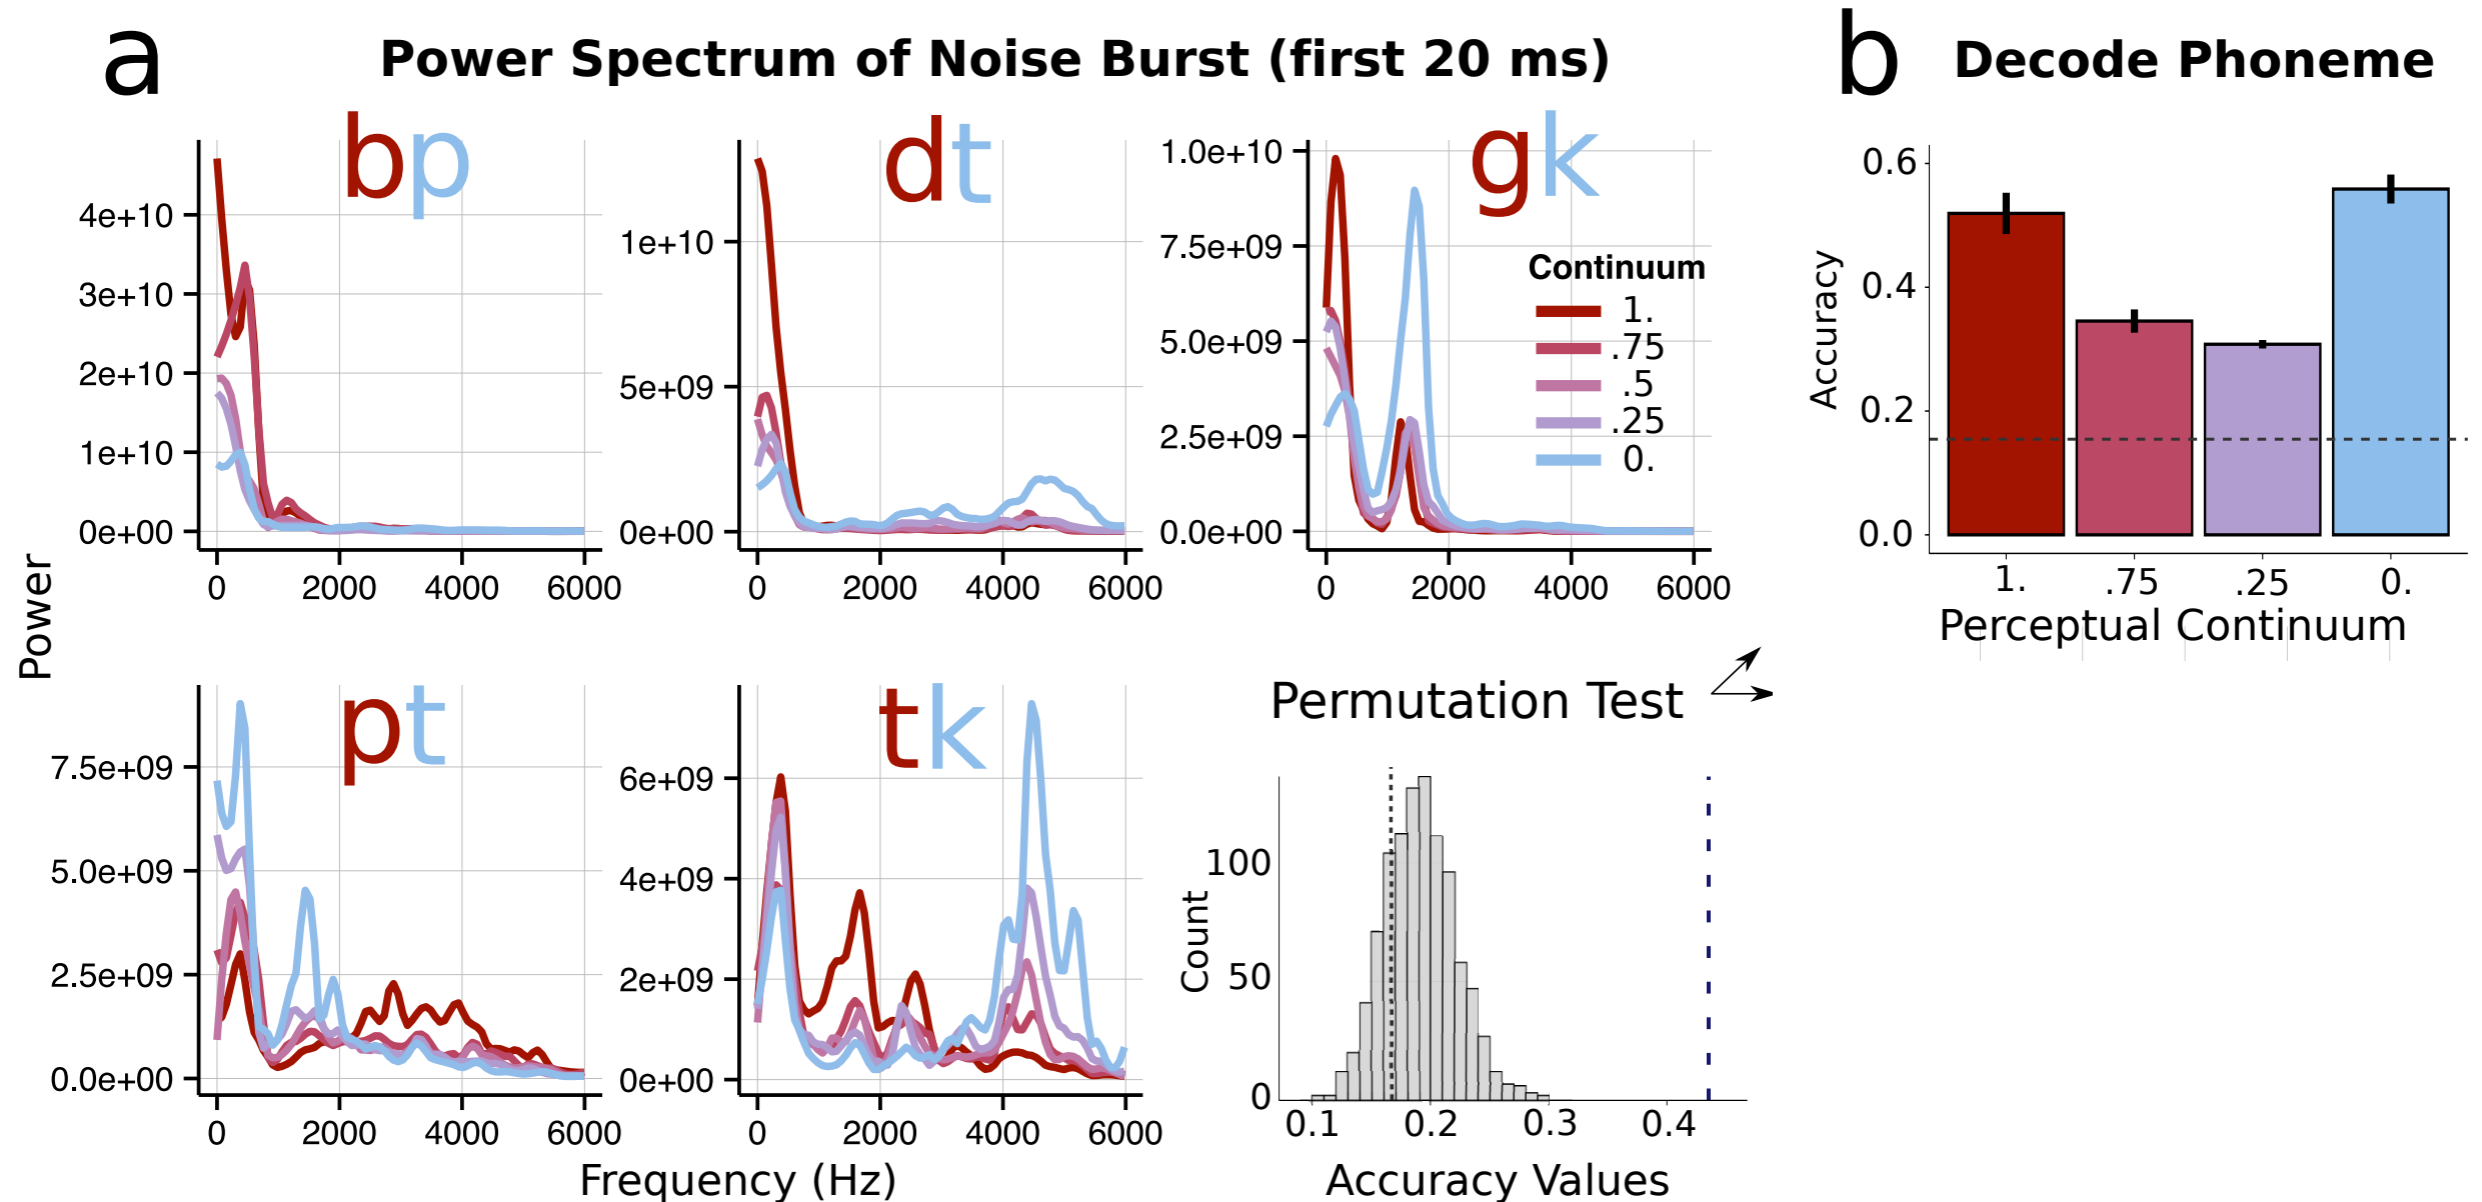 a
Power Spectrum of Noise Burst (first 20 ms)
b
Decode Phoneme
bp
4e+10
3e+10
2e+10
1e+10
0e+00
0 2000 4000 6000
dt
1e+10
5e+09
0e+00
0 2000 4000 6000
gk
1.0e+10
7.5e+09
5.0e+09
2.5e+09
0.0e+00
0 2000 4000 6000
Continuum
1.
.75
.5
.25
0.
Accuracy
0.6
0.4
0.2
0.0
1. .75 .25 0.
Perceptual Continuum
Power
pt
7.5e+09
5.0e+09
2.5e+09
0.0e+00
0 2000 4000 6000
tk
6e+09
4e+09
2e+09
0e+00
0 2000 4000 6000
Frequency (Hz)
Permutation Test
Count
100
50
0
0.1 0.2 0.3 0.4
Accuracy Values